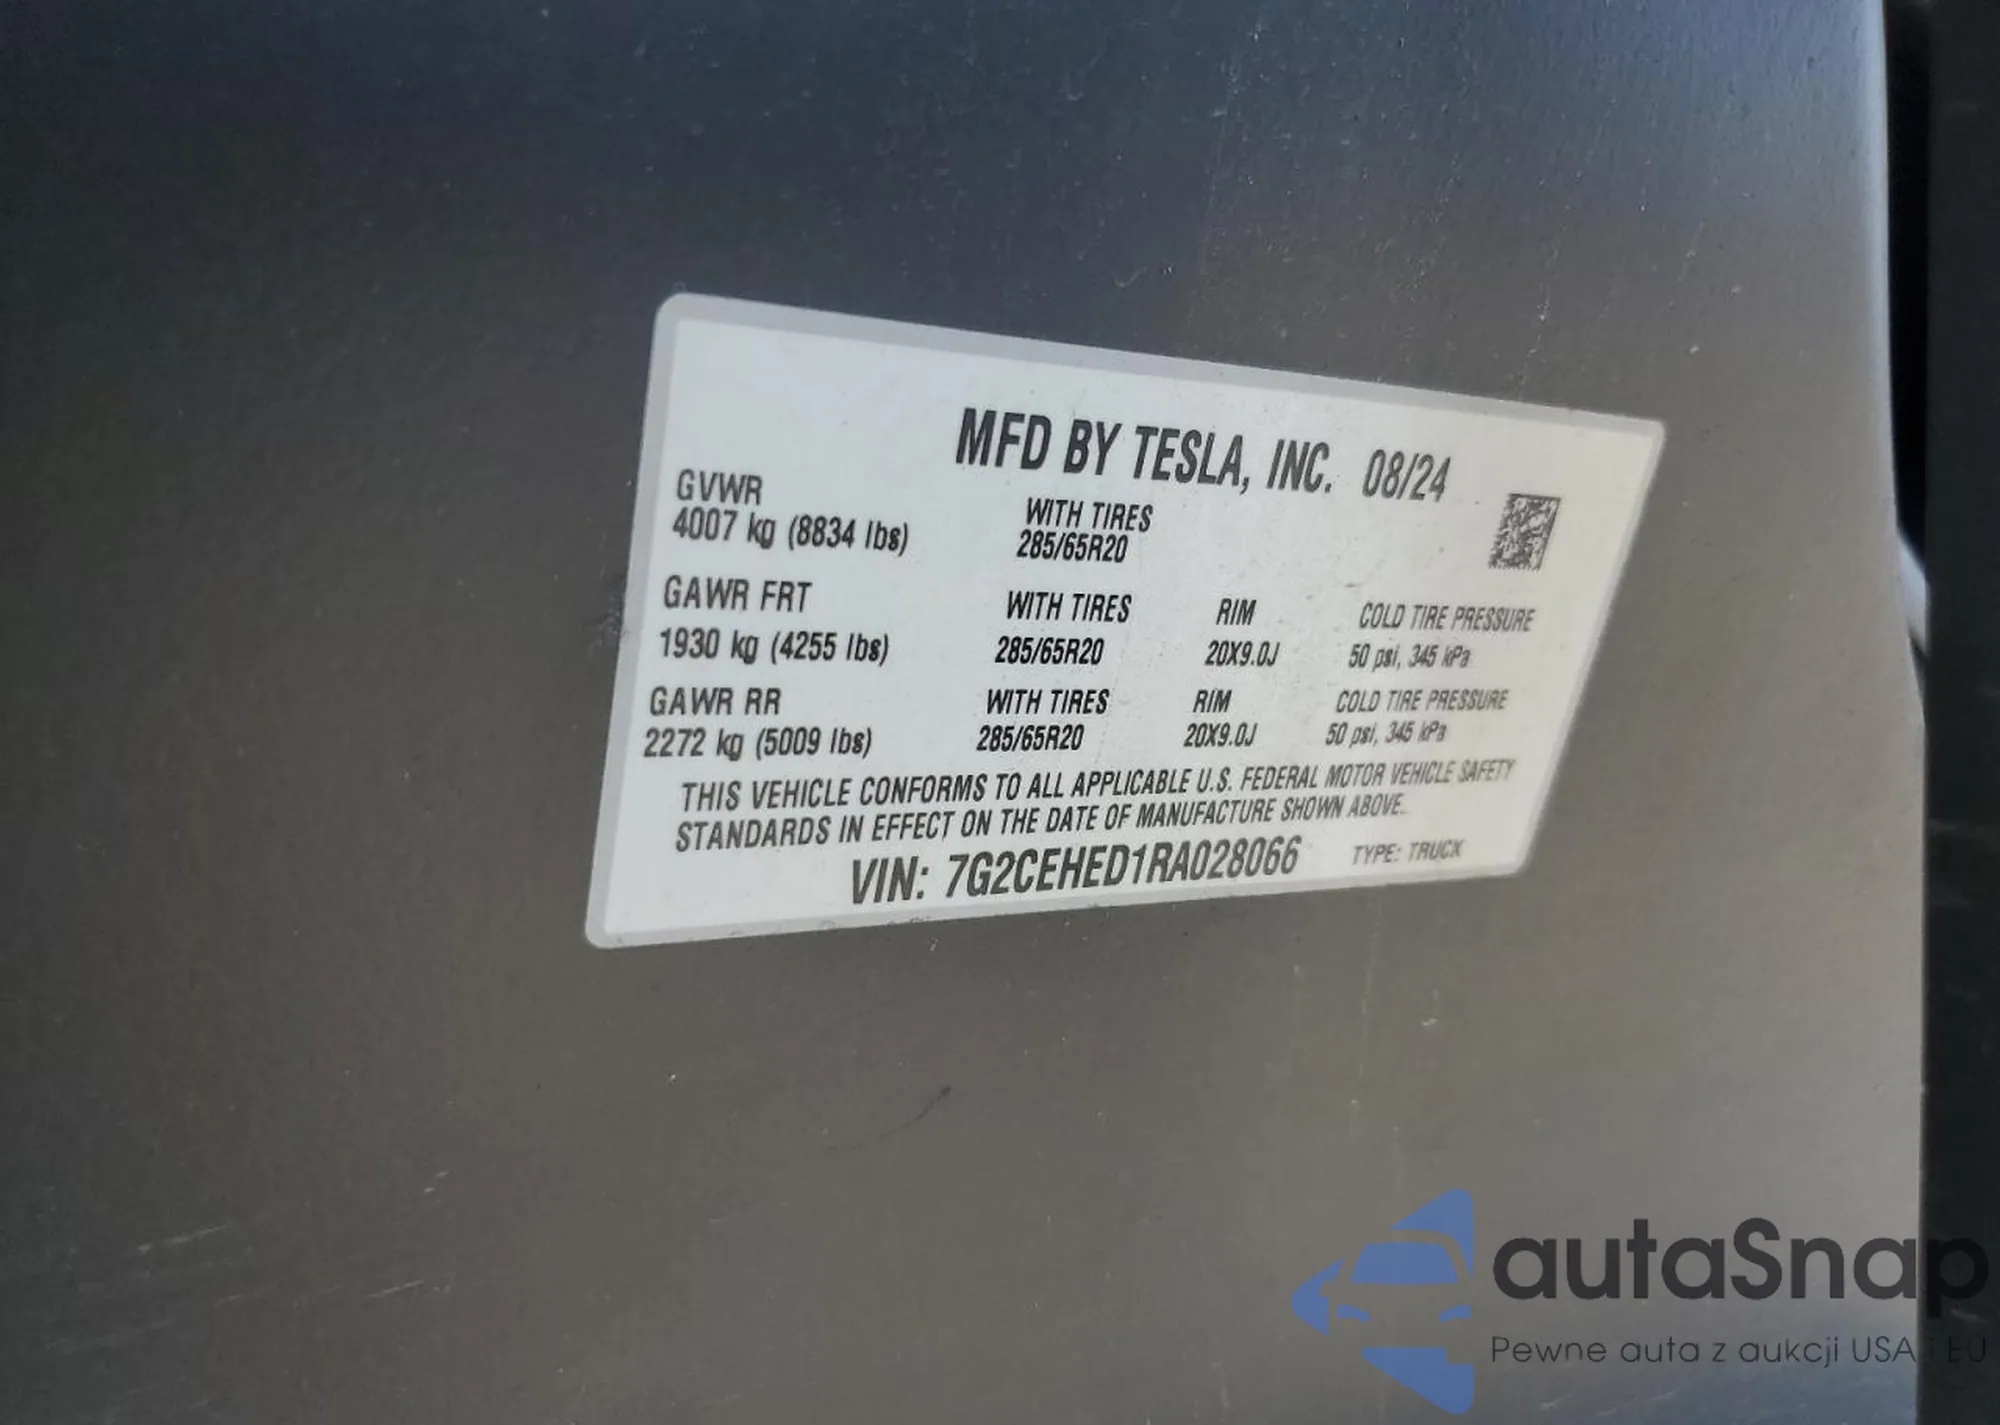 MFD BY TESLA, INC. 08/24
GVWR
4007 kg (8834 lbs)
WITH TIRES
285/65R20
GAWR FRT WITH TIRES RIM COLD TIRE PRESSURE
1930 kg (4255 lbs) 285/65R20 20X9.0J 50 psi, 345 kPa
GAWR RR WITH TIRES RIM COLD TIRE PRESSURE
2272 kg (5009 lbs) 285/65R20 20X9.0J 50 psi, 345 kPa
THIS VEHICLE CONFORMS TO ALL APPLICABLE U.S. FEDERAL MOTOR VEHICLE SAFETY
STANDARDS IN EFFECT ON THE DATE OF MANUFACTURE SHOWN ABOVE.
VIN: 7G2CEHED1RA028066 TYPE: TRUCK
autaSnap
Pewne auta z aukcji USA i EU